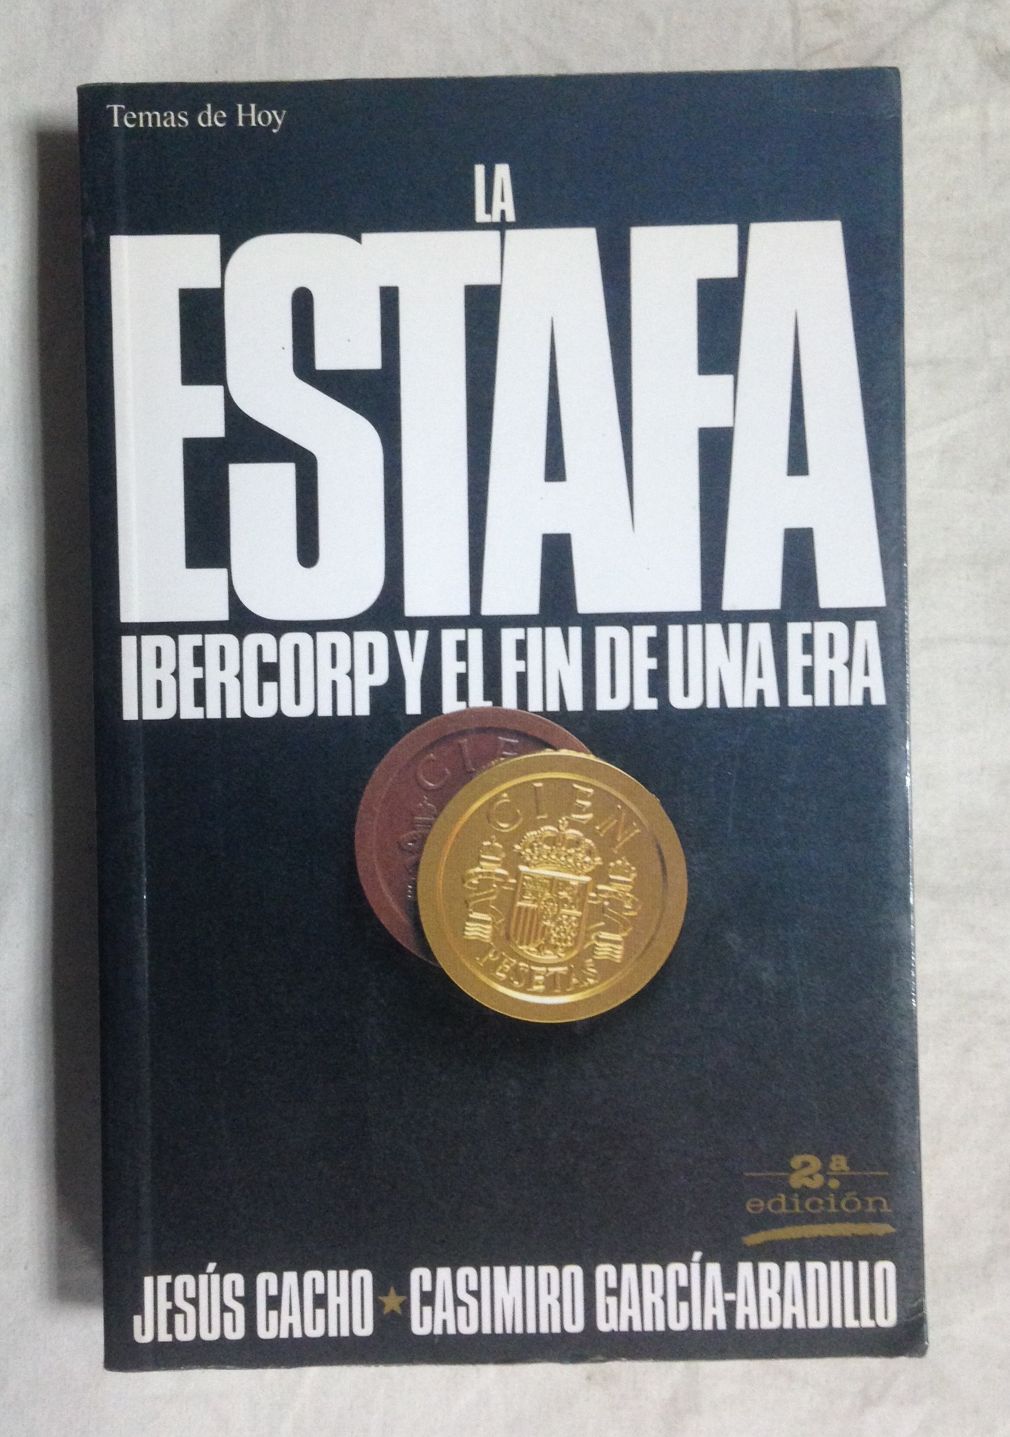 Temas de Hoy
LA
ESTAFA
IBERCORP Y EL FIN DE UNA ERA
CIE
CIEN
PESETAS
2.ª
edición
JESÚS CACHO ★ CASIMIRO GARCÍA-ABADILLO